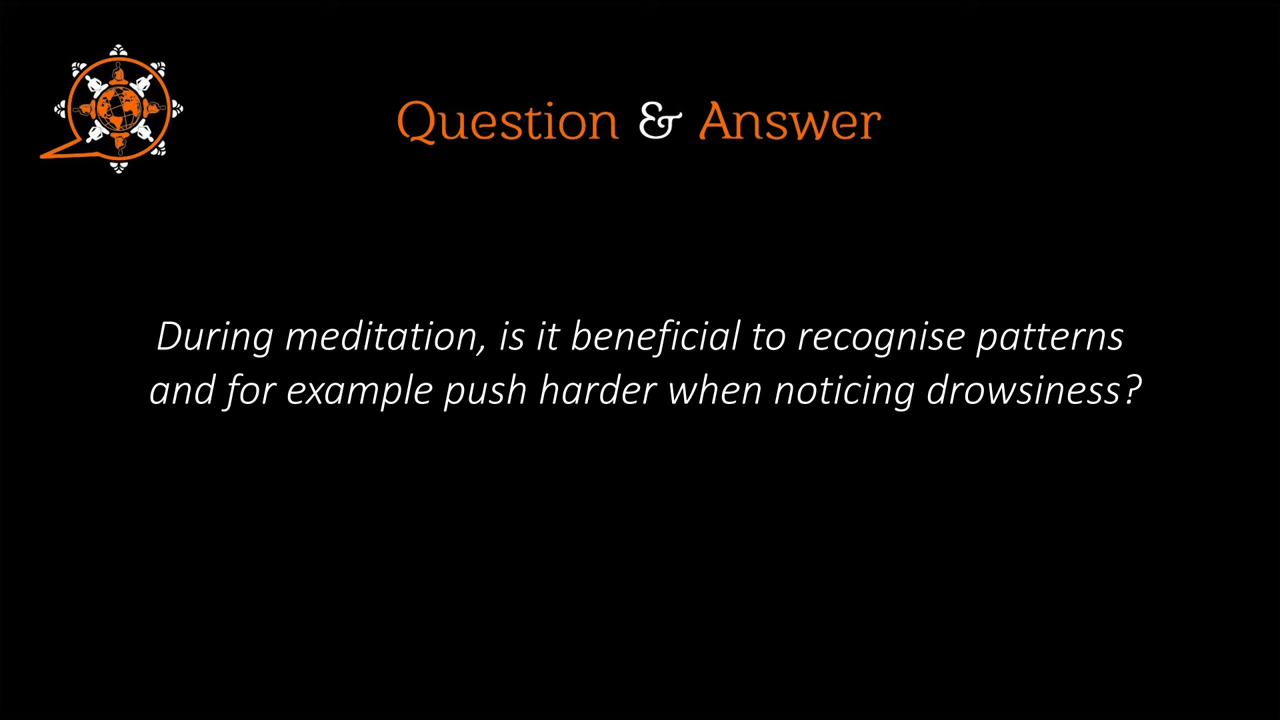 Question & Answer
During meditation, is it beneficial to recognise patterns
and for example push harder when noticing drowsiness?